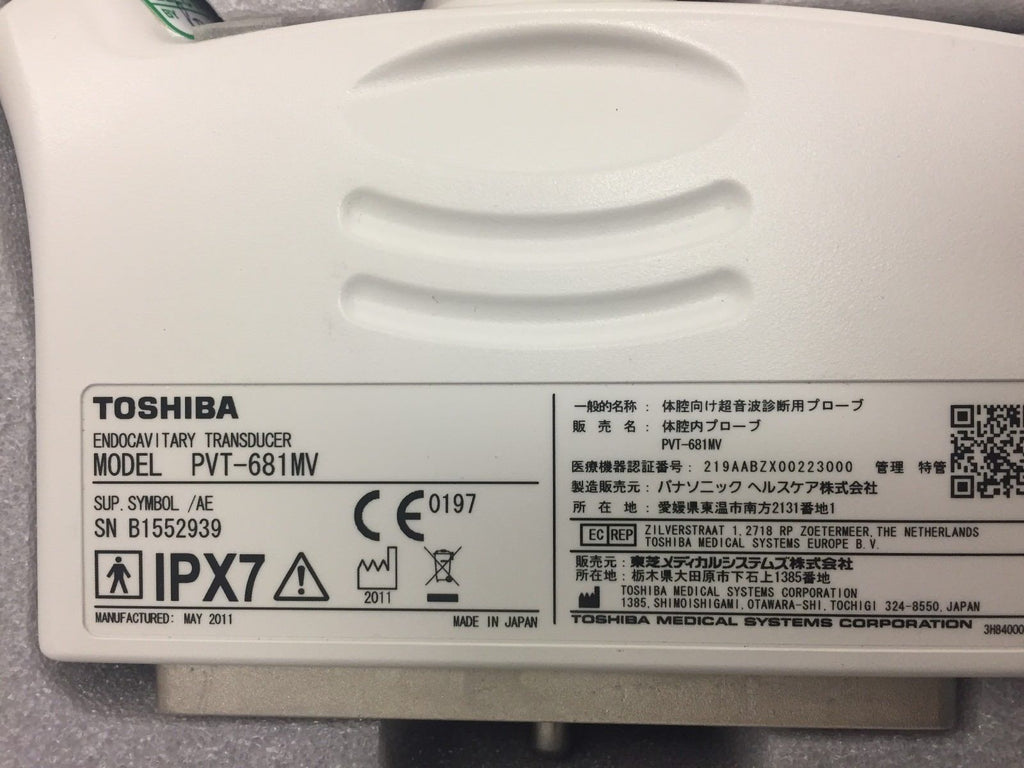 TOSHIBA
ENDOCAVITARY TRANSDUCER
MODEL PVT-681MV
SUP. SYMBOL /AE
SN B1552939
CE 0197
IPX7
2011
MANUFACTURED: MAY 2011
MADE IN JAPAN
一般的名称 : 体腔向け超音波診断用プローブ
販売名 : 体腔内プローブ
PVT-681MV
医療機器認証番号 : 219AABZX00223000 管理 特管
製造販売元 : パナソニック ヘルスケア株式会社
所在地 : 愛媛県東温市南方2131番地1
EC REP
ZILVERSTRAAT 1, 2718 RP ZOETERMEER, THE NETHERLANDS
TOSHIBA MEDICAL SYSTEMS EUROPE B.V.
販売元 : 東芝メディカルシステムズ株式会社
所在地 : 栃木県大田原市下石上1385番地
TOSHIBA MEDICAL SYSTEMS CORPORATION
1385, SHIMOISHIGAMI, OTAWARA-SHI, TOCHIGI 324-8550, JAPAN
TOSHIBA MEDICAL SYSTEMS CORPORATION
3H84000